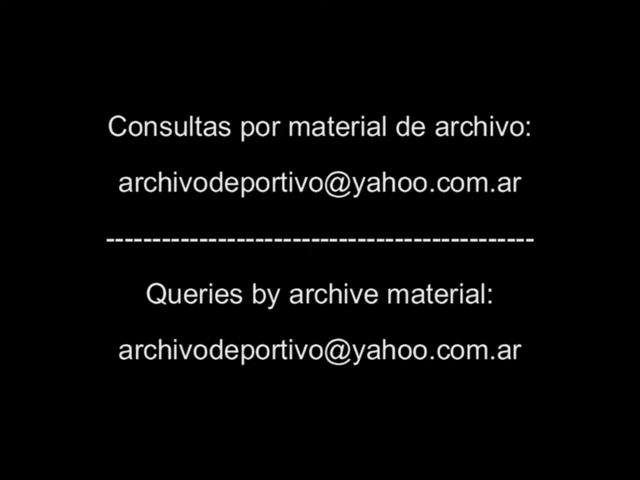 Consultas por material de archivo:
archivodeportivo@yahoo.com.ar
-----------------------------------------------
Queries by archive material:
archivodeportivo@yahoo.com.ar